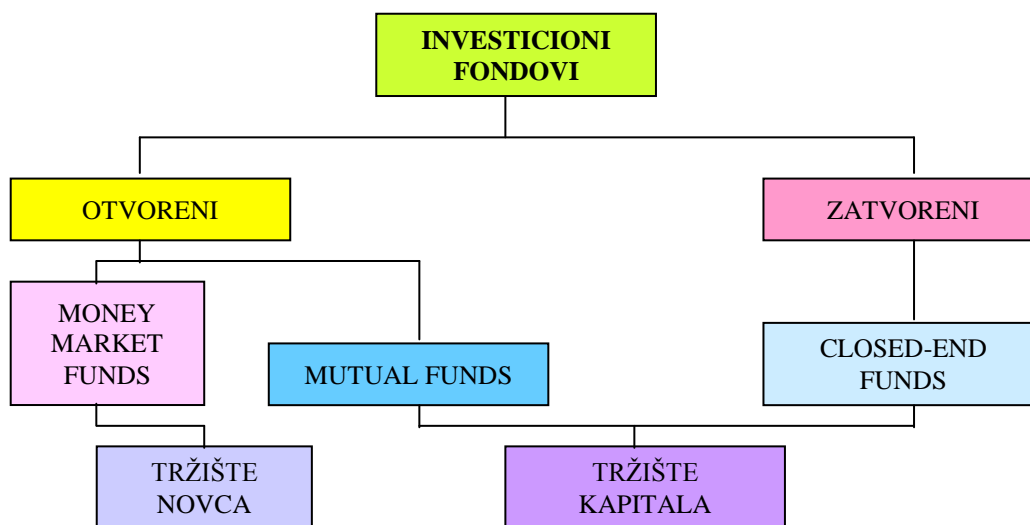 INVESTICIONI
FONDOVI
OTVORENI
ZATVORENI
MONEY
MARKET
FUNDS
MUTUAL FUNDS
CLOSED-END
FUNDS
TRŽIŠTE
NOVCA
TRŽIŠTE
KAPITALA